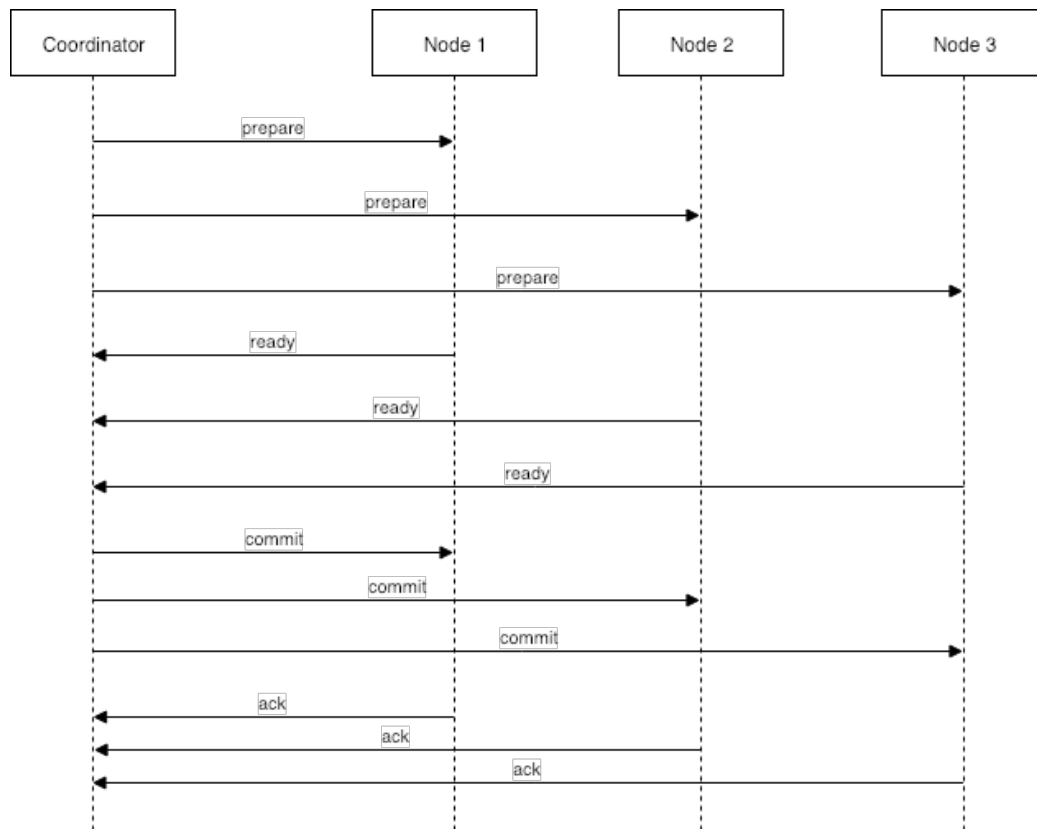 Coordinator
Node 1
Node 2
Node 3
prepare
prepare
prepare
ready
ready
ready
commit
commit
commit
ack
ack
ack